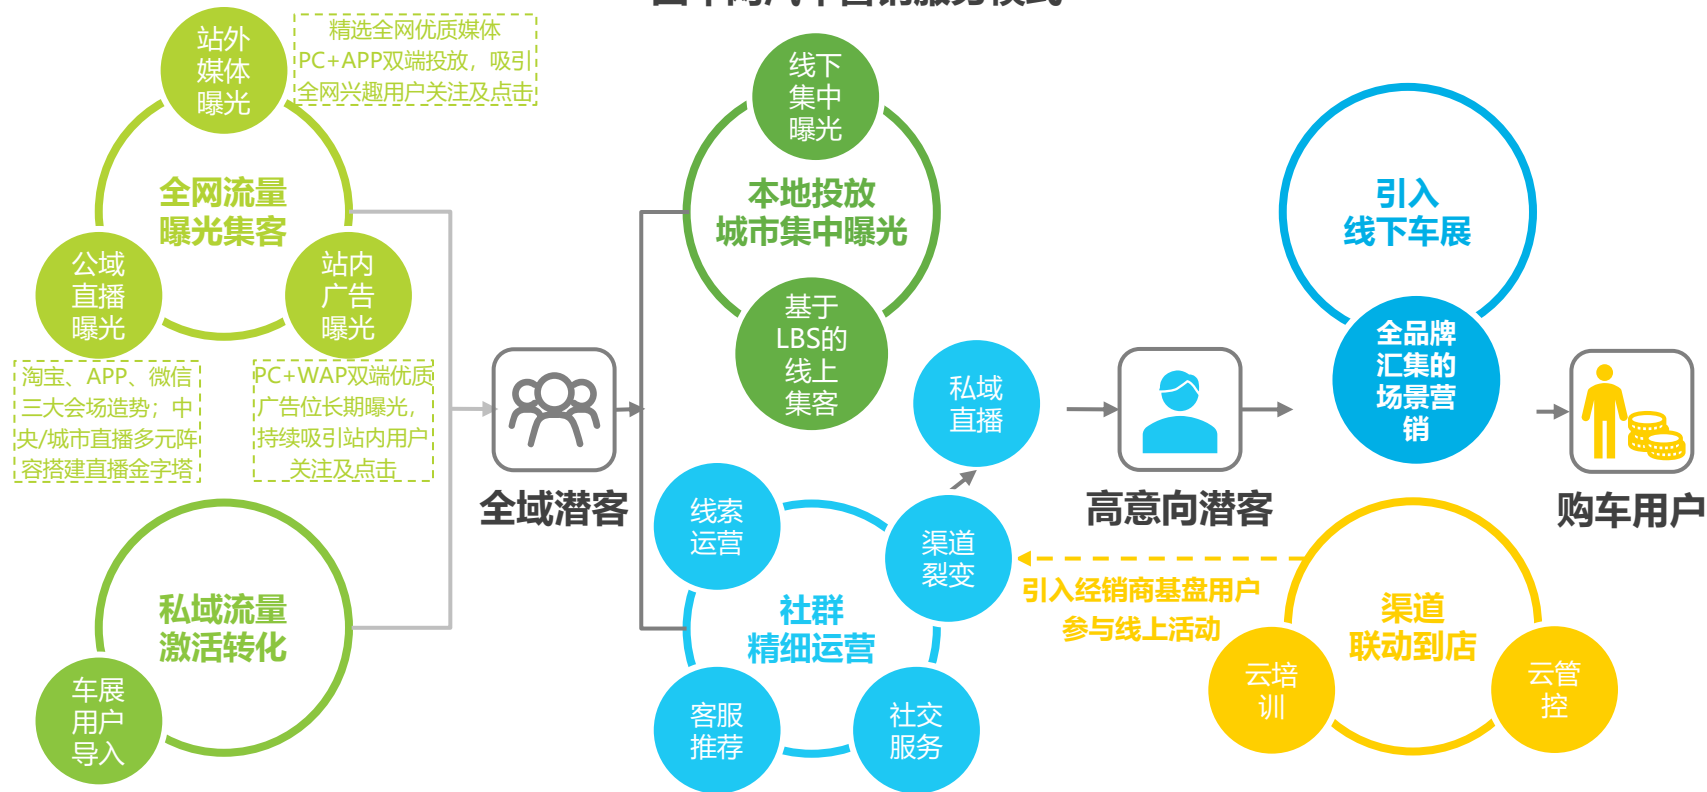 站外
媒体
曝光
精选全网优质媒体
PC+APP双端投放，吸引
全网兴趣用户关注及点击
全网流量
曝光集客
公域
直播
曝光
站内
广告
曝光
淘宝、APP、微信
三大会场造势；中
央/城市直播多元阵
容搭建直播金字塔
PC+WAP双端优质
广告位长期曝光，
持续吸引站内用户
关注及点击
私域流量
激活转化
车展
用户
导入
全域潜客
线下
集中
曝光
本地投放
城市集中曝光
基于
LBS的
线上
集客
私域
直播
线索
运营
渠道
裂变
社群
精细运营
客服
推荐
社交
服务
高意向潜客
引入
线下车展
全品牌
汇集的
场景营
销
引入经销商基盘用户
参与线上活动
渠道
联动到店
云培
训
云管
控
购车用户